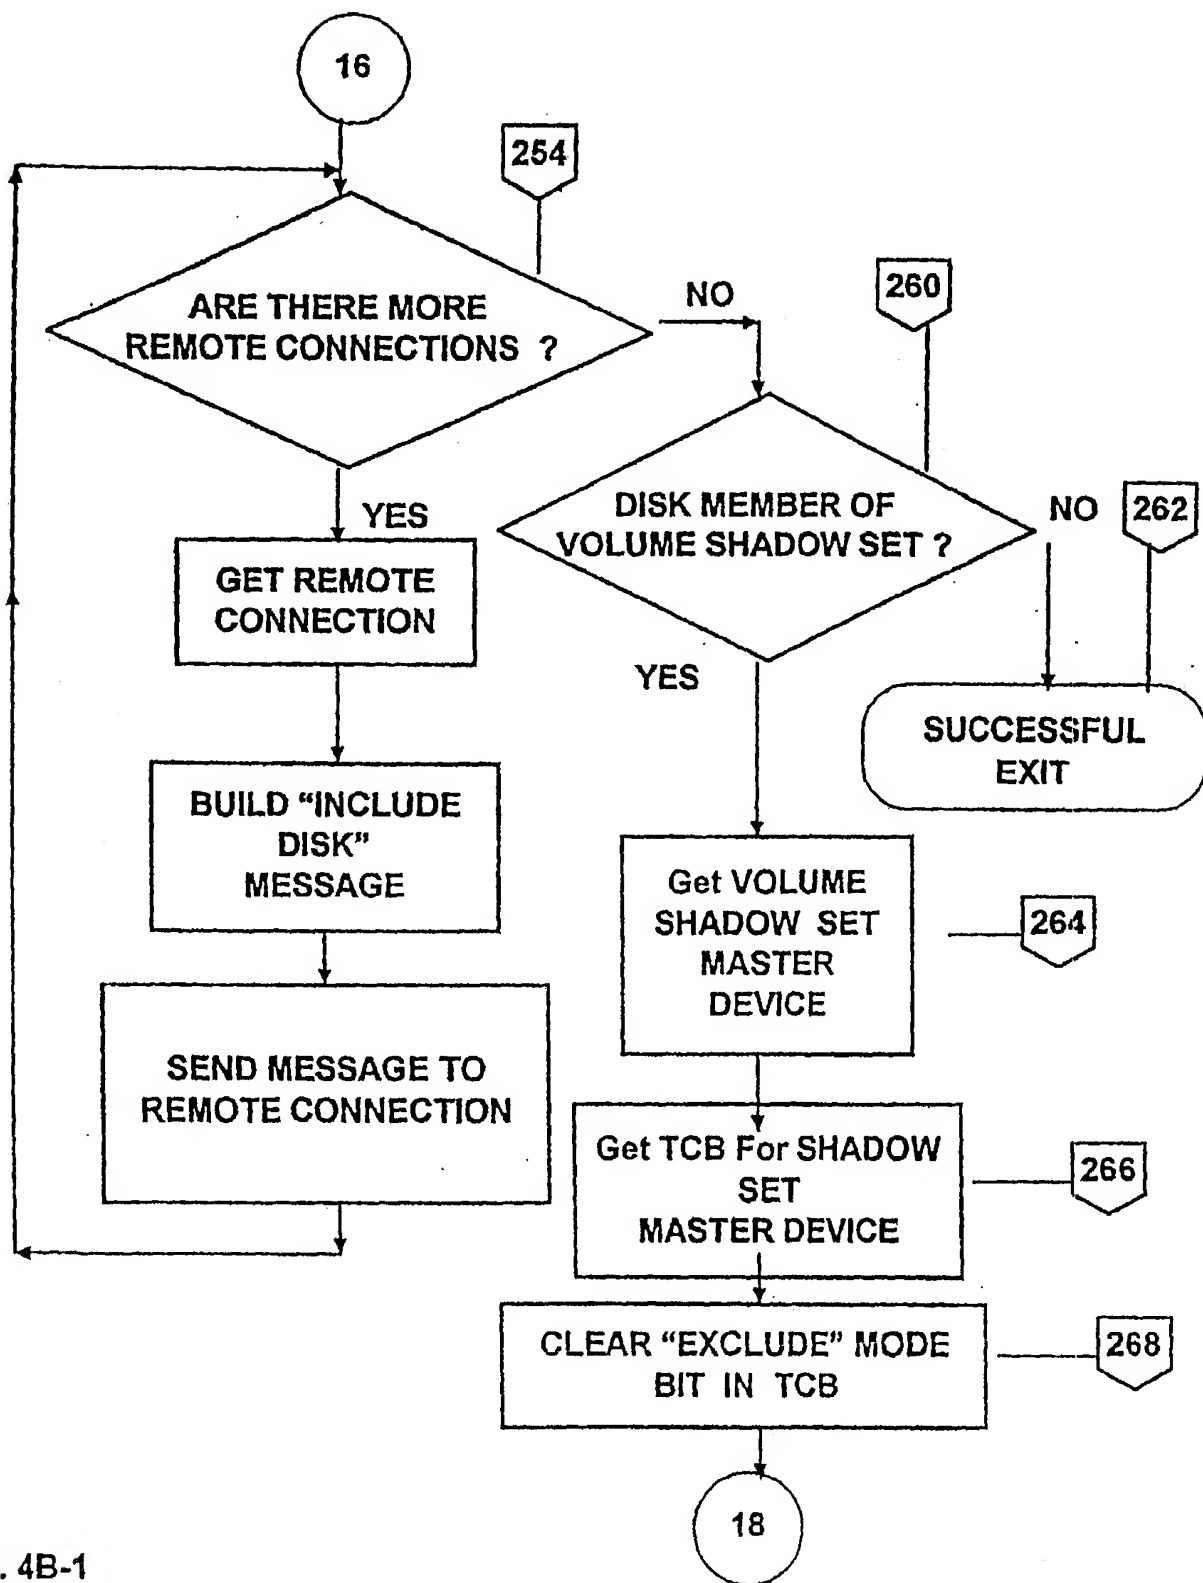 16
254
ARE THERE MORE
REMOTE CONNECTIONS ?
NO
260
YES
DISK MEMBER OF
VOLUME SHADOW SET ?
NO
262
GET REMOTE
CONNECTION
YES
SUCCESSFUL
EXIT
BUILD “INCLUDE
DISK”
MESSAGE
Get VOLUME
SHADOW SET
MASTER
DEVICE
264
SEND MESSAGE TO
REMOTE CONNECTION
Get TCB For SHADOW
SET
MASTER DEVICE
266
CLEAR “EXCLUDE” MODE
BIT IN TCB
268
18
. 4B-1